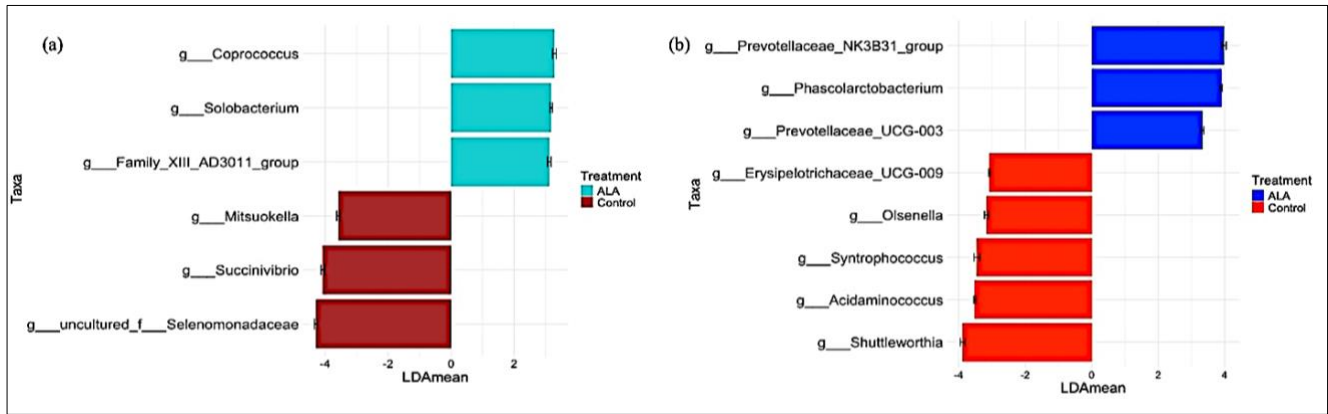 (a)
g___Coprococcus
g___Solobacterium
g___Family_XIII_AD3011_group
g___Mitsuokella
g___Succinivibrio
g___uncultured_f___Selenomonadaceae
Taxa
-4 -2 0 2
LDAmean
Treatment
ALA
Control
(b)
g___Prevotellaceae_NK3B31_group
g___Phascolarctobacterium
g___Prevotellaceae_UCG-003
g___Erysipelotrichaceae_UCG-009
g___Olsenella
g___Syntrophococcus
g___Acidaminococcus
g___Shuttleworthia
Taxa
-4 -2 0 2 4
LDAmean
Treatment
ALA
Control